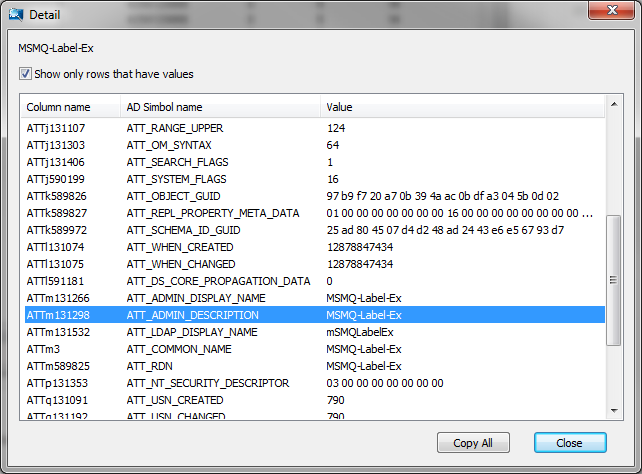 Detail
MSMQ-Label-Ex
Show only rows that have values
Column name AD Simbol name Value
ATTj131107 ATT_RANGE_UPPER 124
ATTj131303 ATT_OM_SYNTAX 64
ATTj131406 ATT_SEARCH_FLAGS 1
ATTj590199 ATT_SYSTEM_FLAGS 16
ATTk589826 ATT_OBJECT_GUID 97 b9 f7 20 a7 0b 39 4a ac 0b df a3 04 5b 0d 02
ATTk589827 ATT_REPL_PROPERTY_META_DATA 01 00 00 00 00 00 00 00 16 00 00 00 00 00 00 00 ...
ATTk589972 ATT_SCHEMA_ID_GUID 25 ad 80 45 07 d4 d2 48 ad 24 43 e6 e5 67 93 d7
ATTl131074 ATT_WHEN_CREATED 12878847434
ATTl131075 ATT_WHEN_CHANGED 12878847434
ATTl591181 ATT_DS_CORE_PROPAGATION_DATA 0
ATTm131266 ATT_ADMIN_DISPLAY_NAME MSMQ-Label-Ex
ATTm131298 ATT_ADMIN_DESCRIPTION MSMQ-Label-Ex
ATTm131532 ATT_LDAP_DISPLAY_NAME mSMQLabelEx
ATTm3 ATT_COMMON_NAME MSMQ-Label-Ex
ATTm589825 ATT_RDN MSMQ-Label-Ex
ATTp131353 ATT_NT_SECURITY_DESCRIPTOR 03 00 00 00 00 00 00 00
ATTq131091 ATT_USN_CREATED 790
ATTq131192 ATT_USN_CHANGED 790
Copy All Close